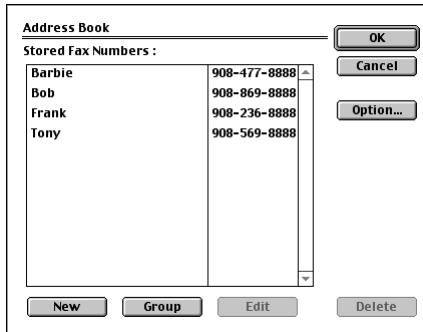 Address Book
OK
Stored Fax Numbers :
Cancel
Barbie 908-477-8888
Bob 908-869-8888
Frank 908-236-8888
Option...
Tony 908-569-8888
New Group Edit Delete